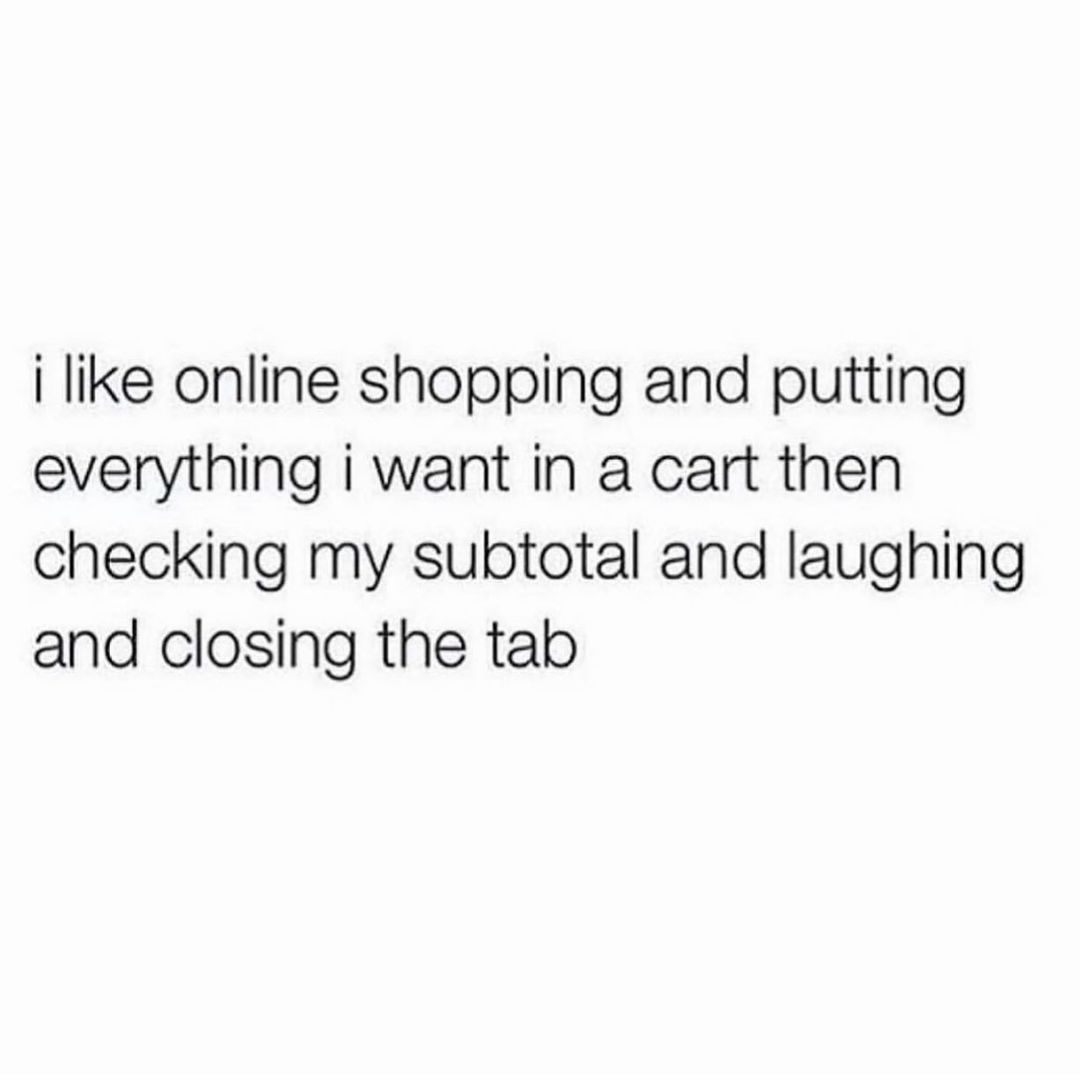 i like online shopping and putting
everything i want in a cart then
checking my subtotal and laughing
and closing the tab